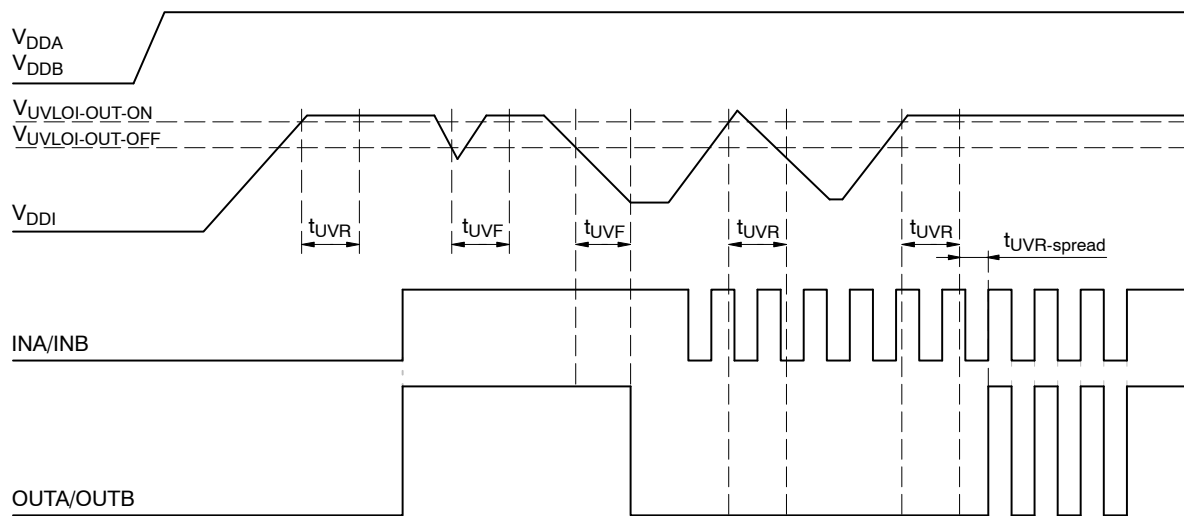 VDDA
VDDB
VUVLOI-OUT-ON
VUVLOI-OUT-OFF
VDDI
tUVR
tUVF
tUVF
tUVR
tUVR
tUVR-spread
INA/INB
OUTA/OUTB